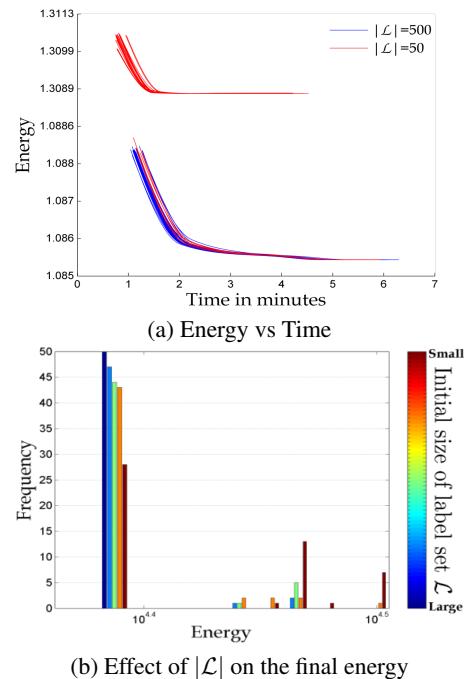 1.3113
1.3099
1.3089
1.0886
1.088
1.087
1.086
1.085
Energy
|ℒ|=500
|ℒ|=50
0 1 2 3 4 5 6 7
Time in minutes
(a) Energy vs Time
50
45
40
35
30
25
20
15
10
5
0
Frequency
10^4.4 10^4.5
Energy
Small
Large
Initial size of label set ℒ
(b) Effect of |ℒ| on the final energy